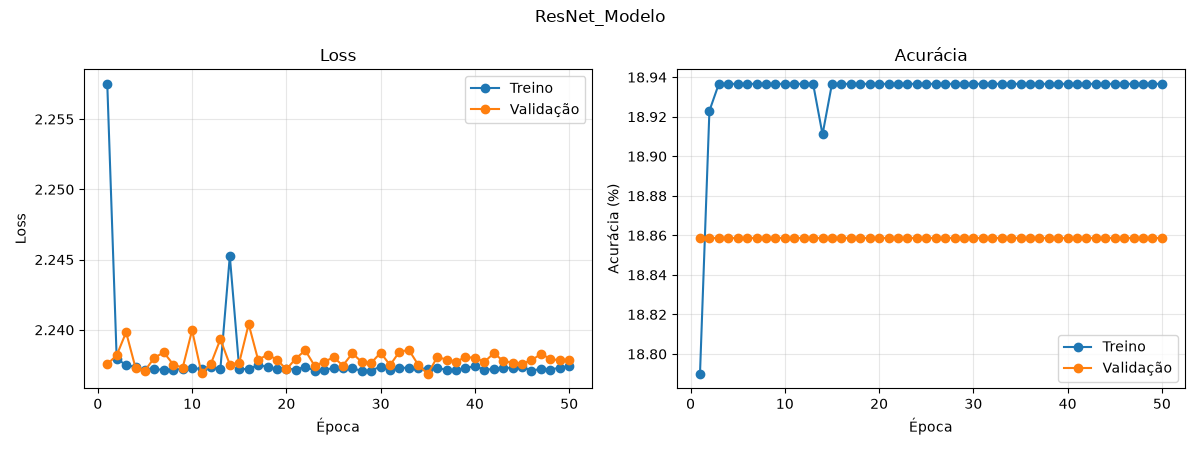 ResNet_Modelo
Loss
Treino
Validação
2.255
2.250
2.245
2.240
Loss
0
10
20
30
40
50
Época
Acurácia
18.94
18.92
18.90
18.88
18.86
18.84
18.82
18.80
Acurácia (%)
Treino
Validação
0
10
20
30
40
50
Época